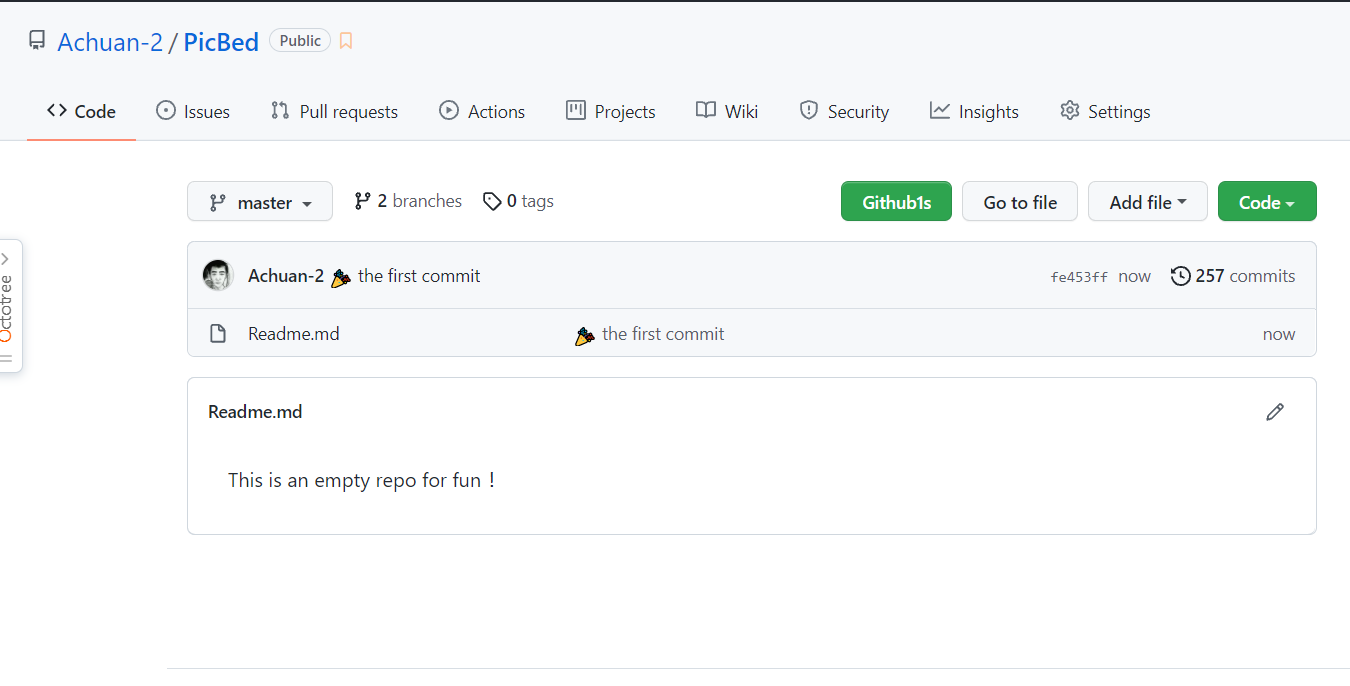 Achuan-2 / PicBed Public
Code Issues Pull requests Actions Projects Wiki Security Insights Settings
master 2 branches 0 tags Github1s Go to file Add file Code
Achuan-2 🎉 the first commit fe453ff now 257 commits
Readme.md 🎉 the first commit now
Octotree
Readme.md
This is an empty repo for fun！